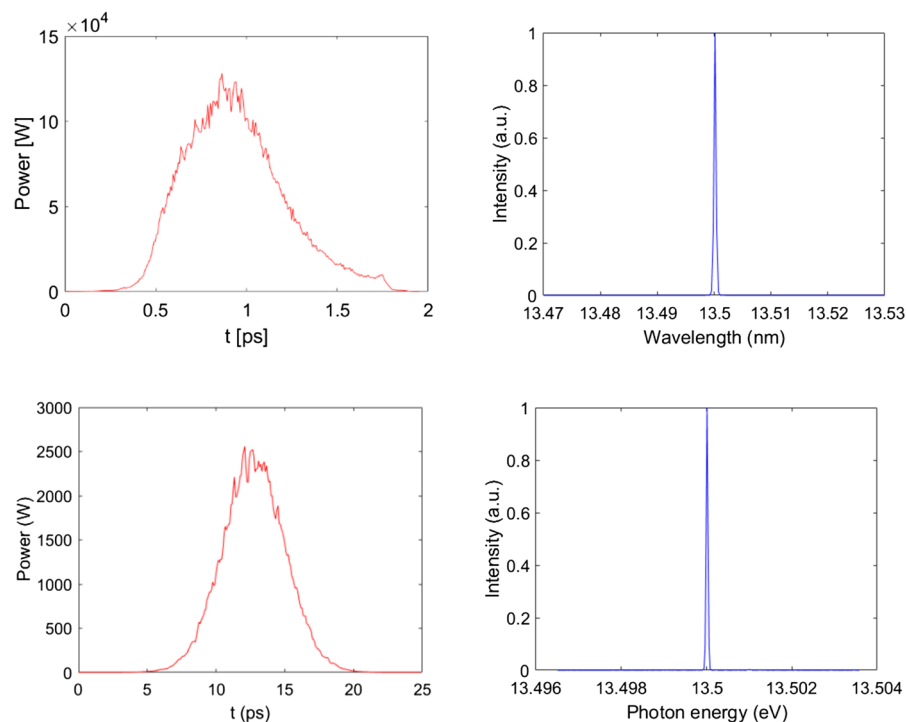 ×10⁴
15
10
5
0
Power [W]
0 0.5 1 1.5 2
t [ps]
1
0.8
0.6
0.4
0.2
0
Intensity (a.u.)
13.47 13.48 13.49 13.5 13.51 13.52 13.53
Wavelength (nm)
3000
2500
2000
1500
1000
500
0
Power (W)
0 5 10 15 20 25
t (ps)
1
0.8
0.6
0.4
0.2
0
Intensity (a.u.)
13.496 13.498 13.5 13.502 13.504
Photon energy (eV)